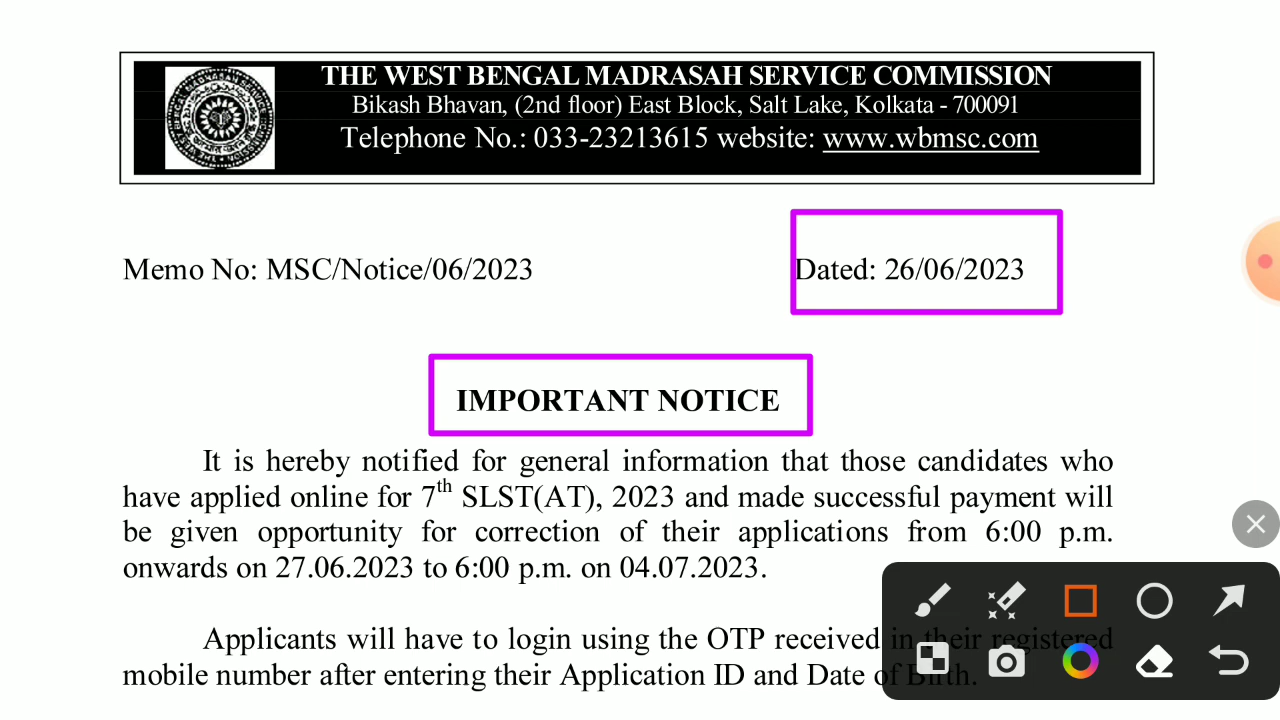 THE WEST BENGAL MADRASAH SERVICE COMMISSION
Bikash Bhavan, (2nd floor) East Block, Salt Lake, Kolkata - 700091
Telephone No.: 033-23213615 website: www.wbmsc.com
Memo No: MSC/Notice/06/2023 Dated: 26/06/2023
IMPORTANT NOTICE
It is hereby notified for general information that those candidates who
have applied online for 7th SLST(AT), 2023 and made successful payment will
be given opportunity for correction of their applications from 6:00 p.m.
onwards on 27.06.2023 to 6:00 p.m. on 04.07.2023.
Applicants will have to login using the OTP received in their registered
mobile number after entering their Application ID and Date of Birth.